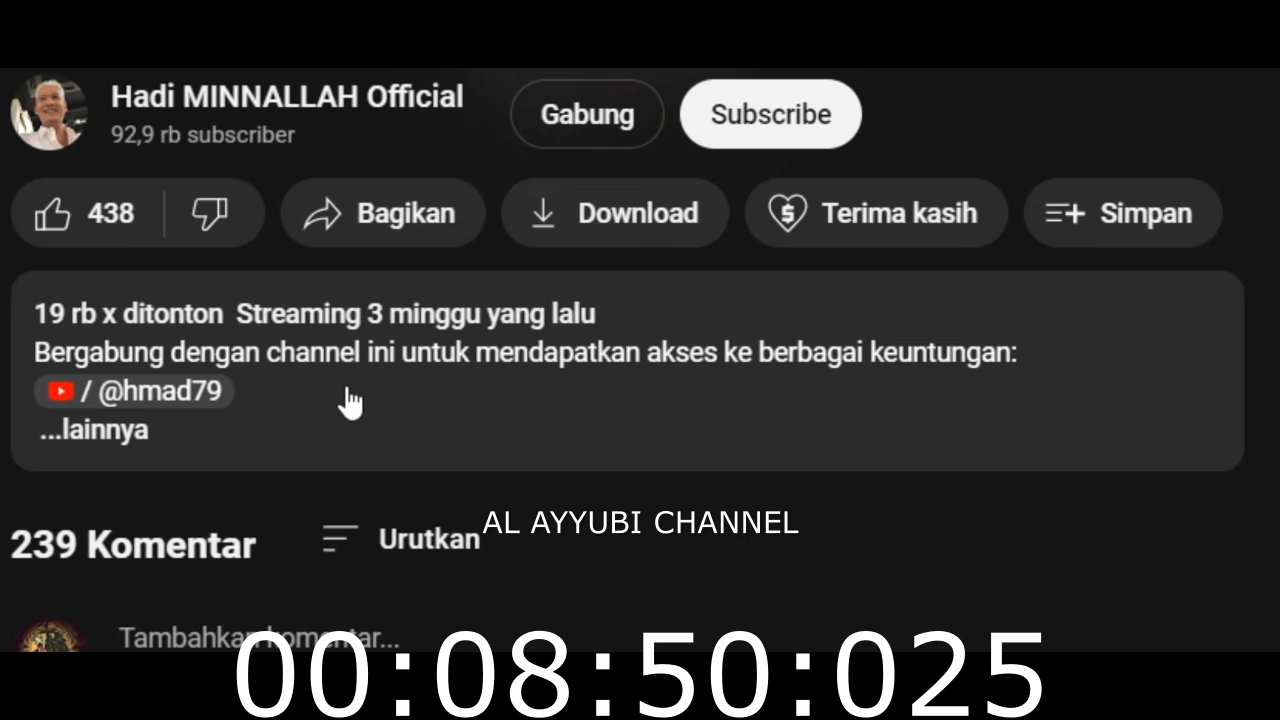 Hadi MINNALLAH Official
92,9 rb subscriber
Gabung
Subscribe
438
Bagikan
Download
Terima kasih
Simpan
19 rb x ditonton Streaming 3 minggu yang lalu
Bergabung dengan channel ini untuk mendapatkan akses ke berbagai keuntungan:
/ @hmad79
...lainnya
239 Komentar
Urutkan
AL AYYUBI CHANNEL
Tambahkan komentar...
00:08:50:025